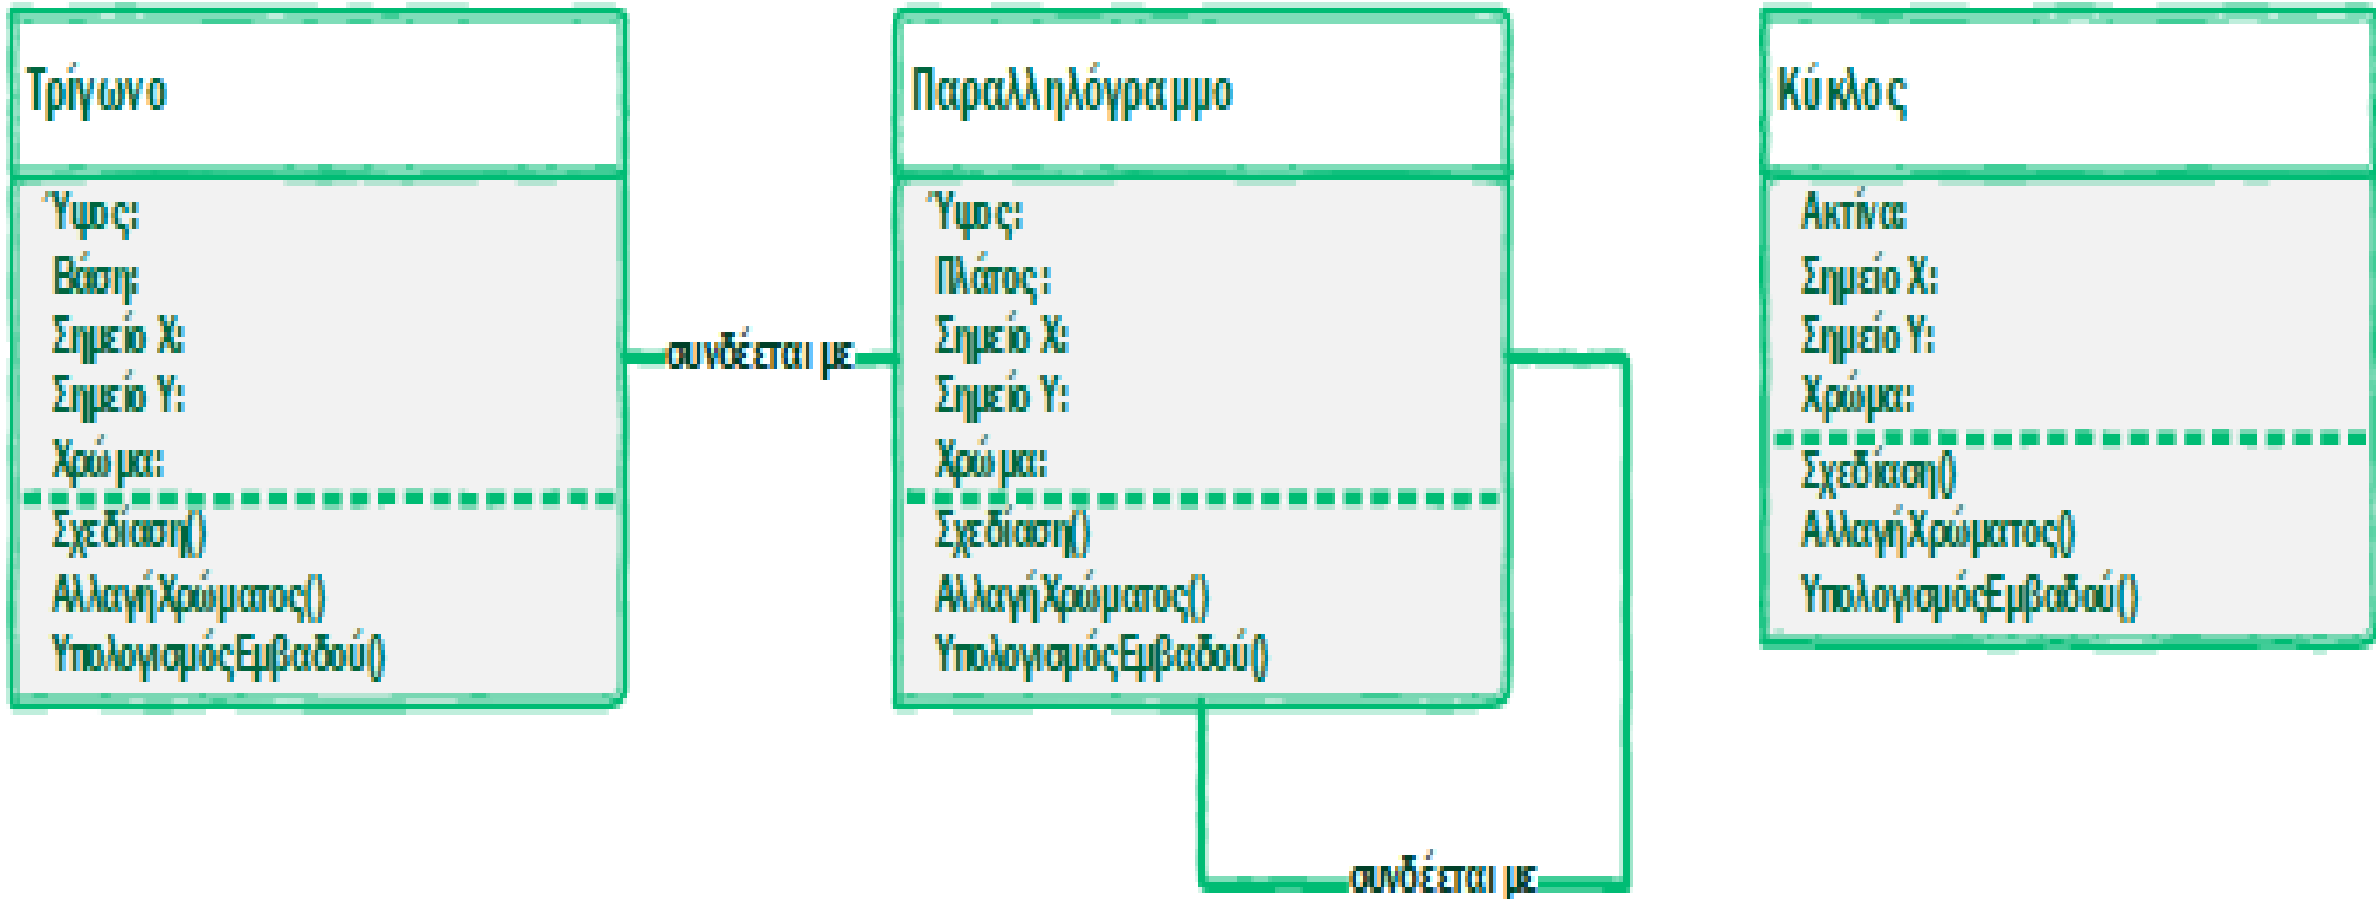 Τρίγωνο
Ύψος:
Βάση:
Σημείο Χ:
Σημείο Υ:
Χρώμα:
Σχεδίαση()
ΑλλαγήΧρώματος()
ΥπολογισμόςΕμβαδού()
συνδέεται με
Παραλληλόγραμμο
Ύψος:
Πλάτος:
Σημείο Χ:
Σημείο Υ:
Χρώμα:
Σχεδίαση()
ΑλλαγήΧρώματος()
ΥπολογισμόςΕμβαδού()
συνδέεται με
Κύκλος
Ακτίνα:
Σημείο Χ:
Σημείο Υ:
Χρώμα:
Σχεδίαση()
ΑλλαγήΧρώματος()
ΥπολογισμόςΕμβαδού()